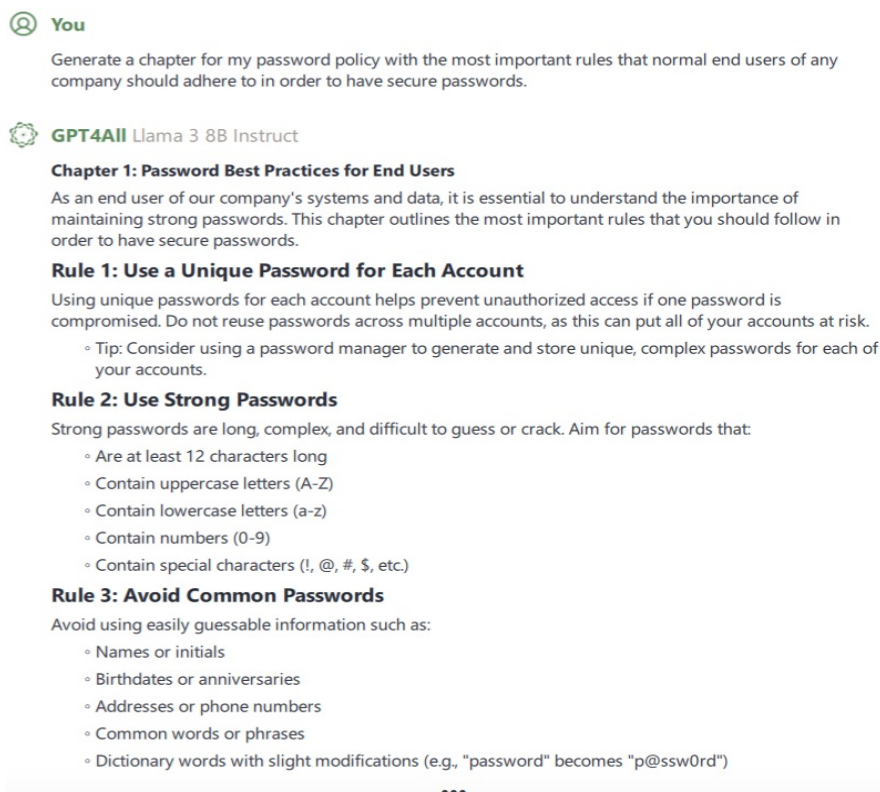 You
Generate a chapter for my password policy with the most important rules that normal end users of any
company should adhere to in order to have secure passwords.
GPT4All Llama 3 8B Instruct
Chapter 1: Password Best Practices for End Users
As an end user of our company's systems and data, it is essential to understand the importance of
maintaining strong passwords. This chapter outlines the most important rules that you should follow in
order to have secure passwords.
Rule 1: Use a Unique Password for Each Account
Using unique passwords for each account helps prevent unauthorized access if one password is
compromised. Do not reuse passwords across multiple accounts, as this can put all of your accounts at risk.
◦ Tip: Consider using a password manager to generate and store unique, complex passwords for each of
your accounts.
Rule 2: Use Strong Passwords
Strong passwords are long, complex, and difficult to guess or crack. Aim for passwords that:
◦ Are at least 12 characters long
◦ Contain uppercase letters (A-Z)
◦ Contain lowercase letters (a-z)
◦ Contain numbers (0-9)
◦ Contain special characters (!, @, #, $, etc.)
Rule 3: Avoid Common Passwords
Avoid using easily guessable information such as:
◦ Names or initials
◦ Birthdates or anniversaries
◦ Addresses or phone numbers
◦ Common words or phrases
◦ Dictionary words with slight modifications (e.g., "password" becomes "p@ssw0rd")